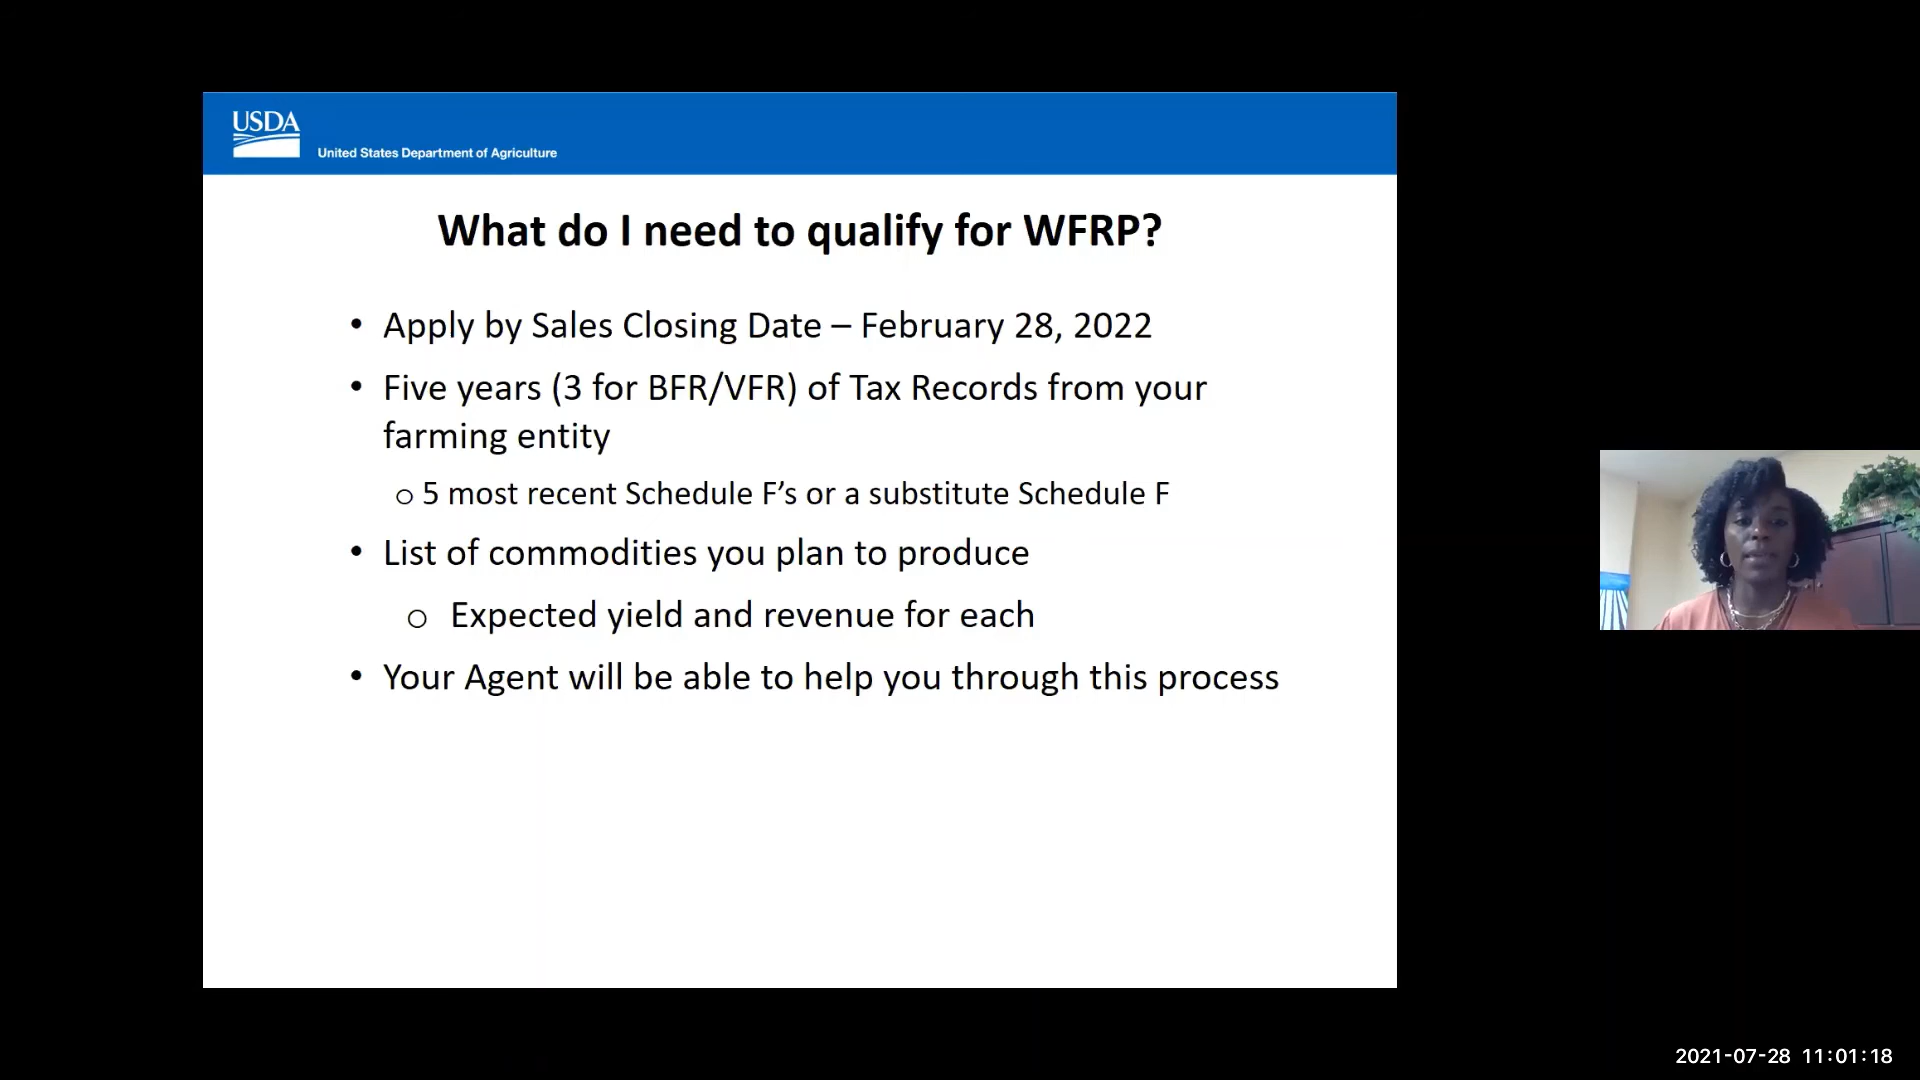 USDA
United States Department of Agriculture
What do I need to qualify for WFRP?
• Apply by Sales Closing Date – February 28, 2022
• Five years (3 for BFR/VFR) of Tax Records from your
farming entity
o 5 most recent Schedule F’s or a substitute Schedule F
• List of commodities you plan to produce
o Expected yield and revenue for each
• Your Agent will be able to help you through this process
2021-07-28 11:01:18